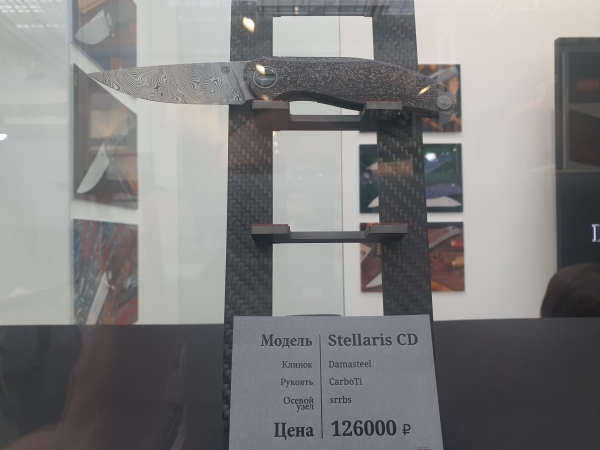 Модель Stellaris CD
Клинок Damasteel
Рукоять CarboTi
Осевой узел srrbs
Цена 126000 ₽